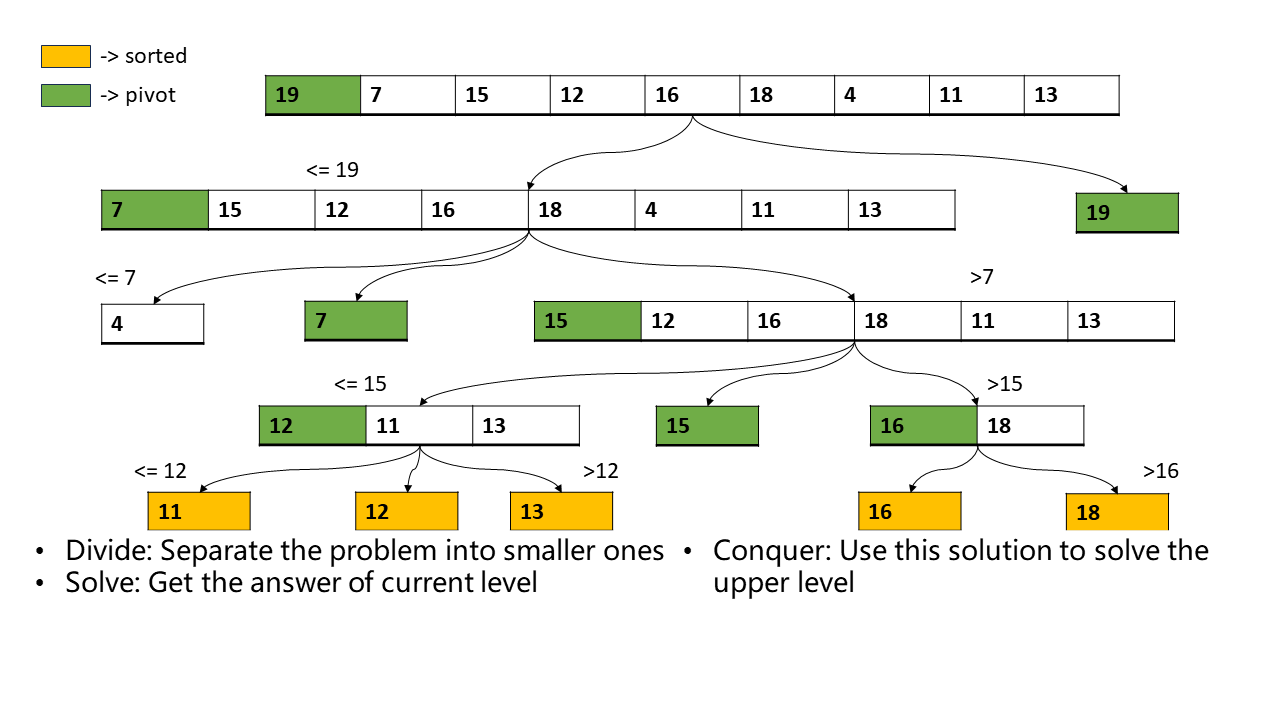 -> sorted
-> pivot
19 7 15 12 16 18 4 11 13
<= 19
7 15 12 16 18 4 11 13
19
<= 7
>7
4
7
15 12 16 18 11 13
<= 15
>15
12 11 13
15
16 18
<= 12
>12
>16
11
12
13
16
18
• Divide: Separate the problem into smaller ones
• Solve: Get the answer of current level
• Conquer: Use this solution to solve the
upper level